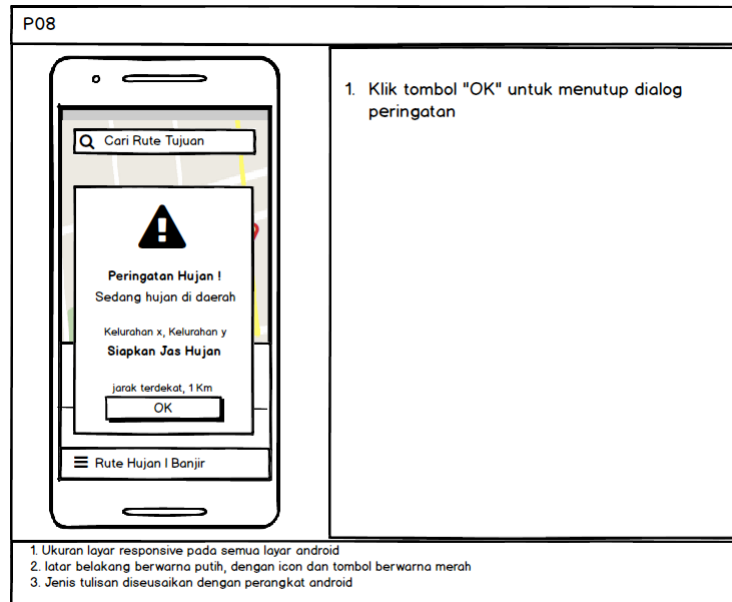 P08
Cari Rute Tujuan
Peringatan Hujan !
Sedang hujan di daerah
Kelurahan x, Kelurahan y
Siapkan Jas Hujan
jarak terdekat, 1 Km
OK
Rute Hujan | Banjir
1. Klik tombol "OK" untuk menutup dialog
peringatan
1. Ukuran layar responsive pada semua layar android
2. latar belakang berwarna putih, dengan icon dan tombol berwarna merah
3. Jenis tulisan diseusaikan dengan perangkat android